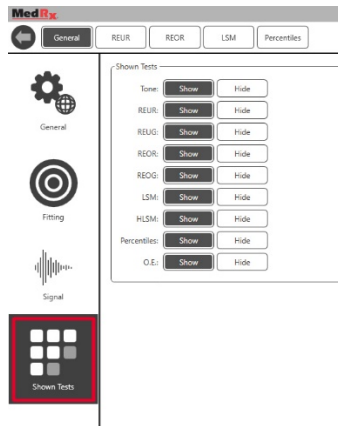 MedRx
General REUR REOR LSM Percentiles
General
Fitting
Signal
Shown Tests
Shown Tests
Tone: Show Hide
REUR: Show Hide
REUG: Show Hide
REOR: Show Hide
REOG: Show Hide
LSM: Show Hide
HLSM: Show Hide
Percentiles: Show Hide
O.E.: Show Hide